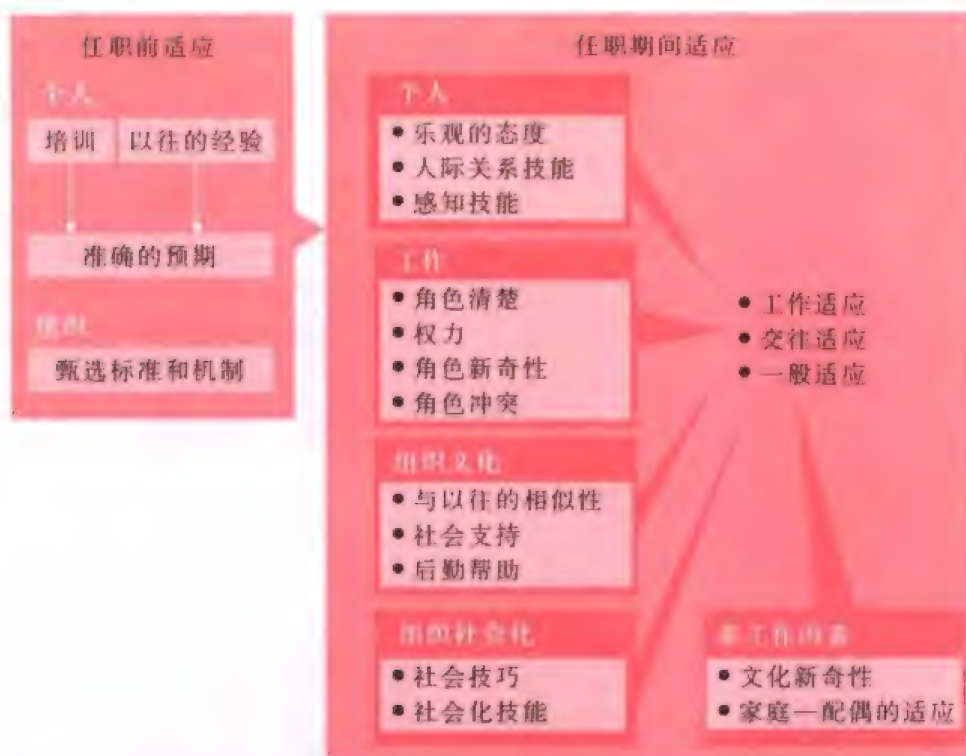 任职前适应
个人
培训 以往的经验
准确的预期
组织
甄选标准和机制
任职期间适应
个人
• 乐观的态度
• 人际关系技能
• 感知技能
工作
• 角色清楚
• 权力
• 角色新奇性
• 角色冲突
组织文化
• 与以往的相似性
• 社会支持
• 后勤帮助
组织社会化
• 社会技巧
• 社会化技能
• 工作适应
• 交往适应
• 一般适应
非工作因素
• 文化新奇性
• 家庭—配偶的适应